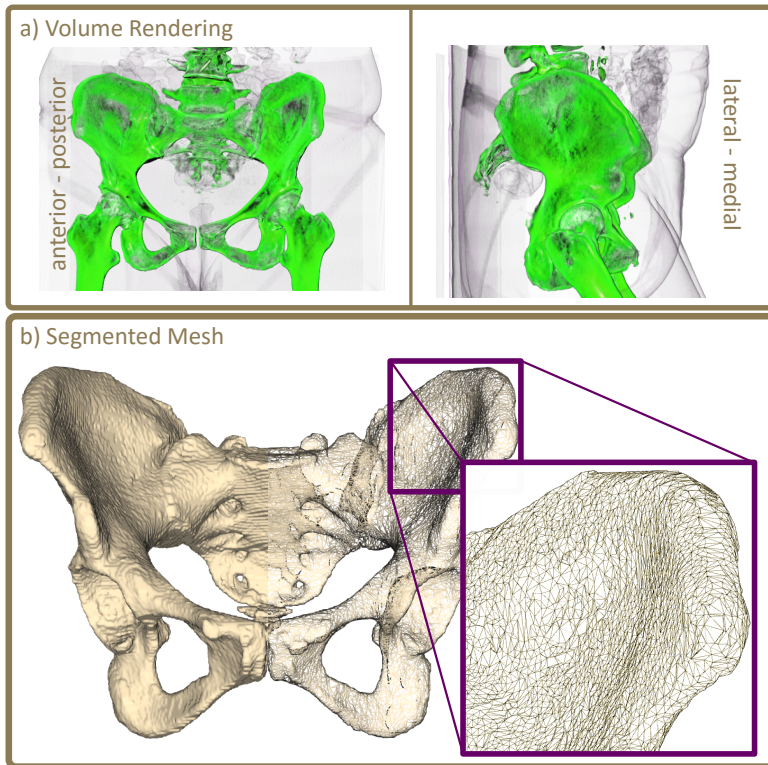 a) Volume Rendering
anterior - posterior
lateral - medial
b) Segmented Mesh